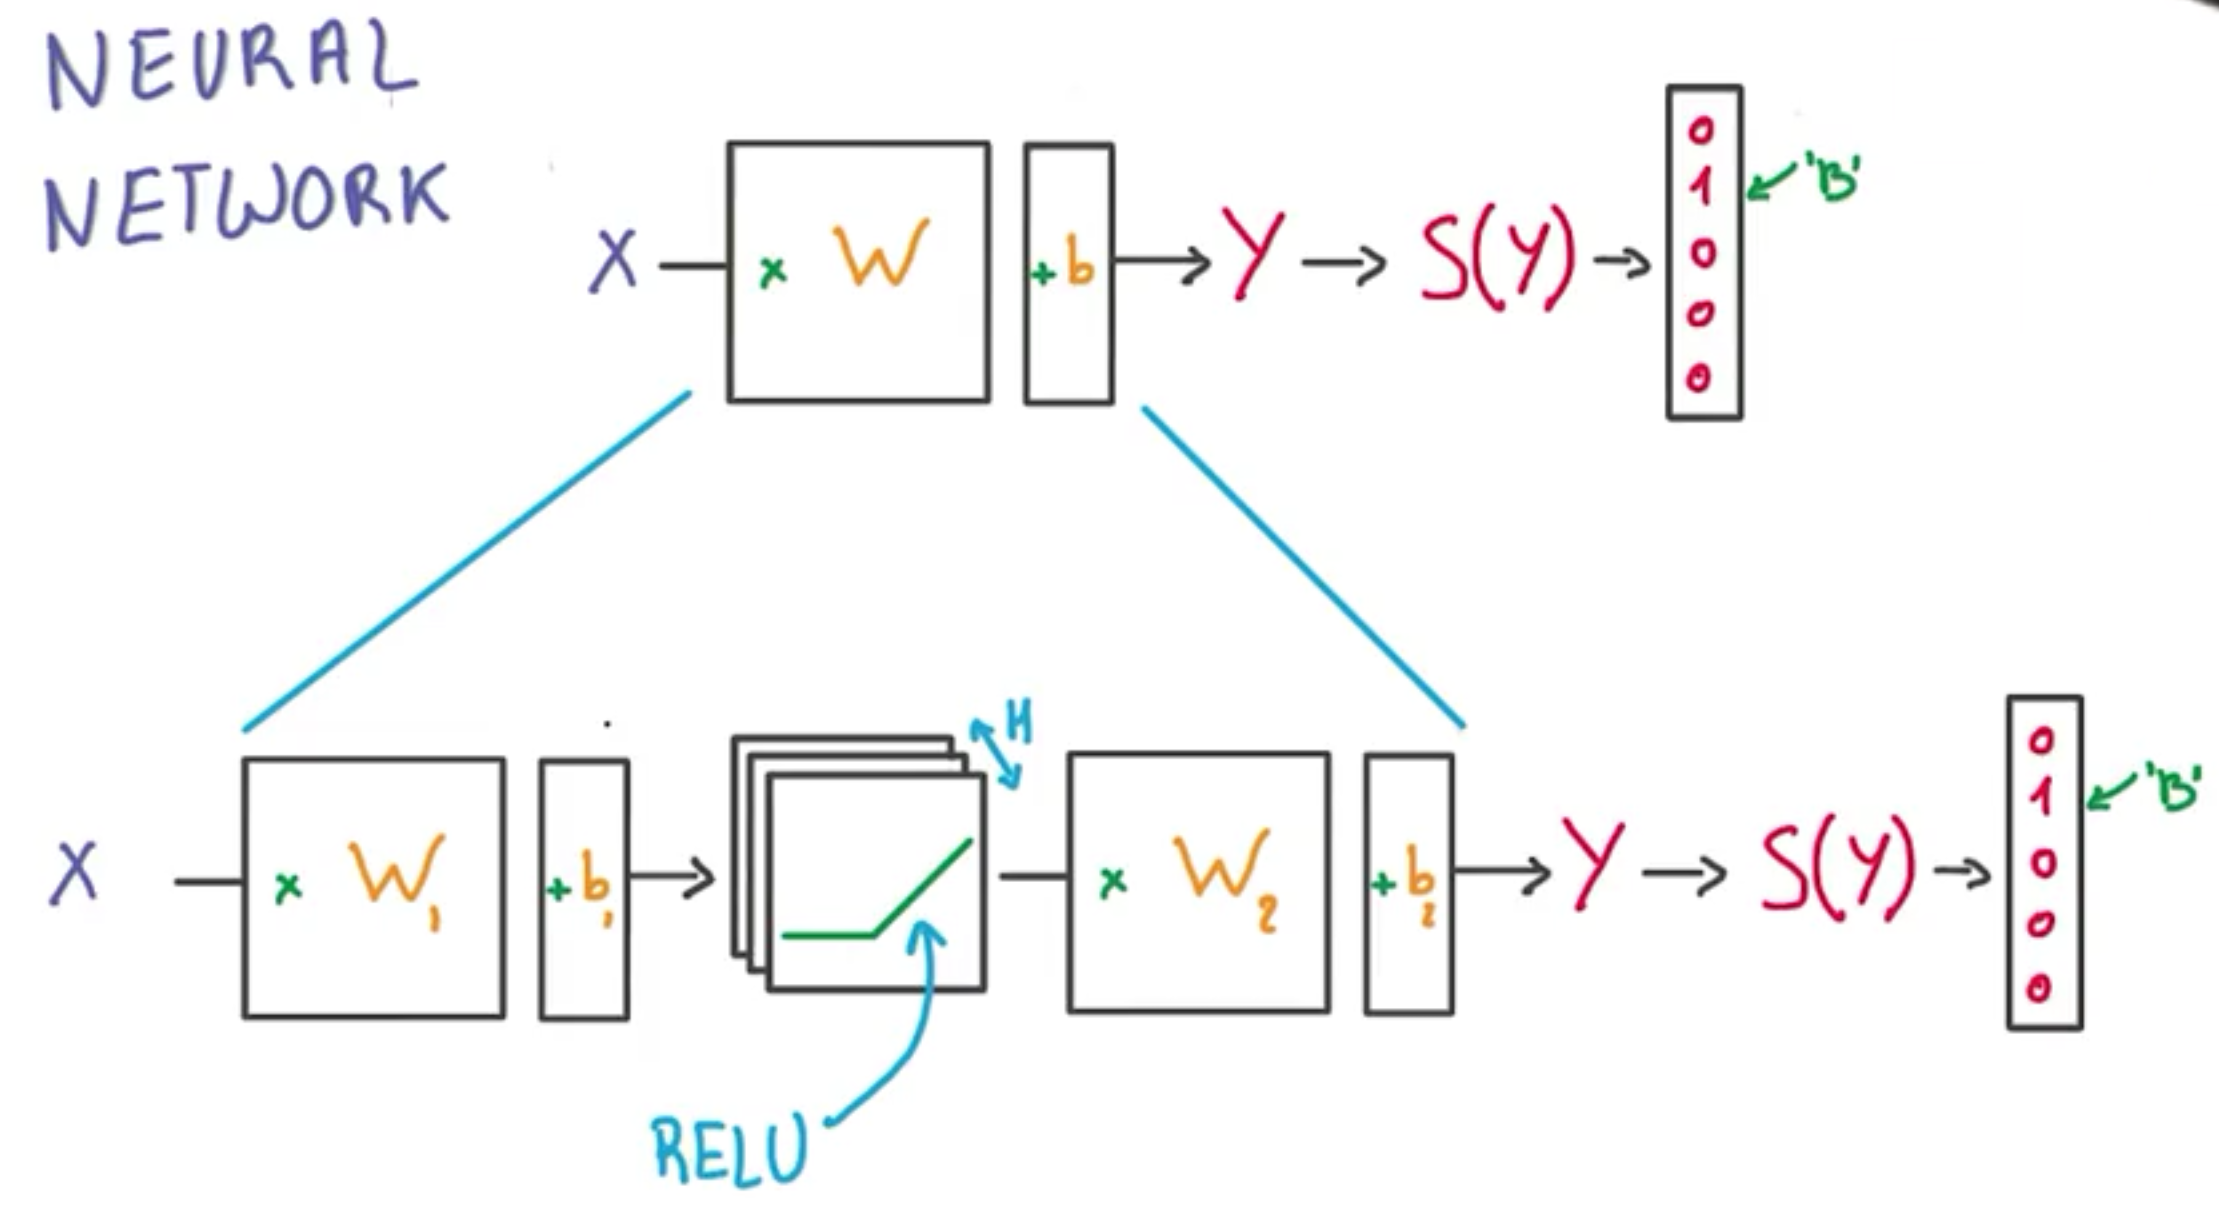 NEURAL
NETWORK
X × W + b → Y → S(Y) →
0
1 'B'
0
0
0
H
X × W1 + b1 → × W2 + b2 → Y → S(Y) →
0
1 'B'
0
0
0
RELU